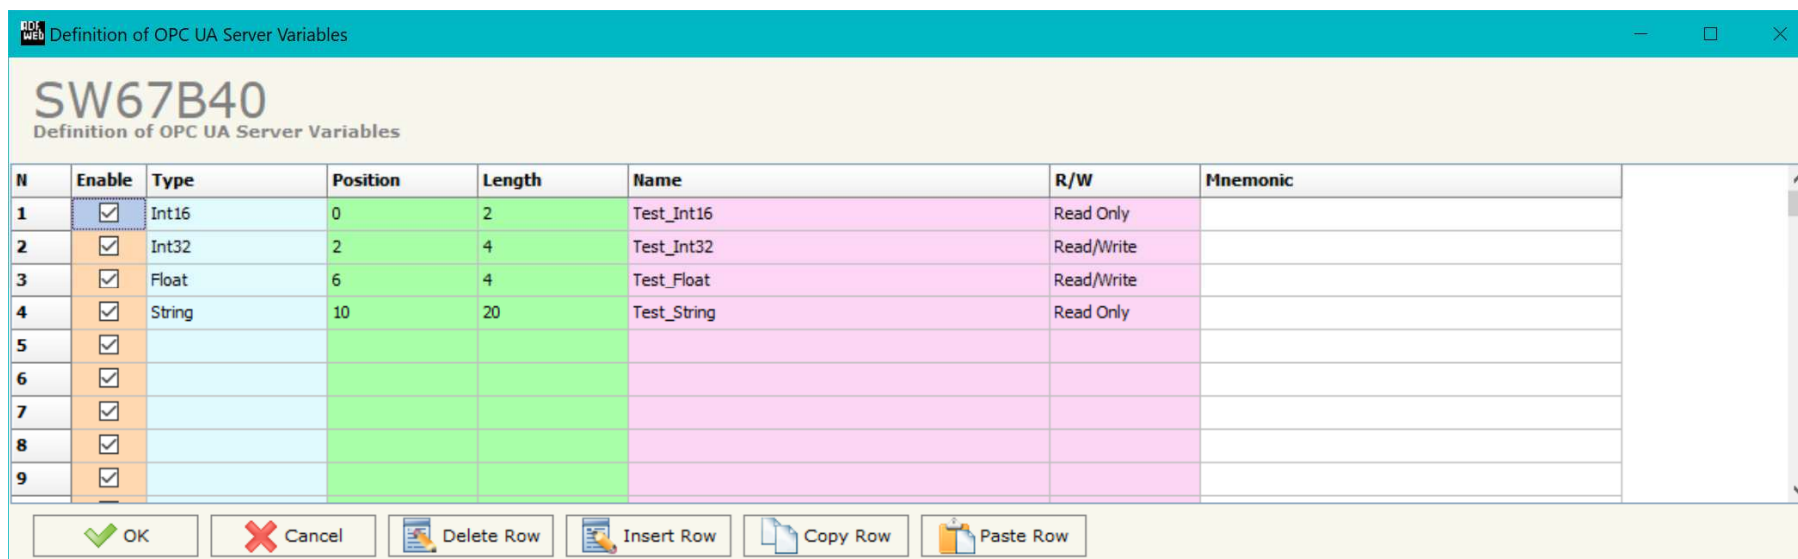 ADF WEB Definition of OPC UA Server Variables
SW67B40
Definition of OPC UA Server Variables
N Enable Type Position Length Name R/W Mnemonic
1 Int16 0 2 Test_Int16 Read Only
2 Int32 2 4 Test_Int32 Read/Write
3 Float 6 4 Test_Float Read/Write
4 String 10 20 Test_String Read Only
5
6
7
8
9
OK Cancel Delete Row Insert Row Copy Row Paste Row